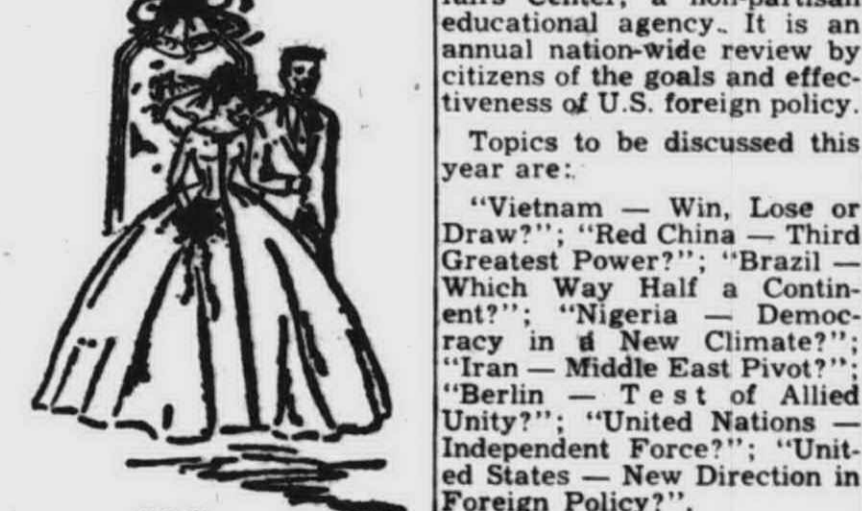 educational agency. It is an
annual nation-wide review by
citizens of the goals and effec-
tiveness of U.S. foreign policy.
Topics to be discussed this
year are:
"Vietnam — Win, Lose or
Draw?"; "Red China — Third
Greatest Power?"; "Brazil —
Which Way Half a Contin-
ent?"; "Nigeria — Democ-
racy in a New Climate?";
"Iran — Middle East Pivot?";
"Berlin — Test of Allied
Unity?"; "United Nations —
Independent Force?"; "Unit-
ed States — New Direction in
Foreign Policy?".